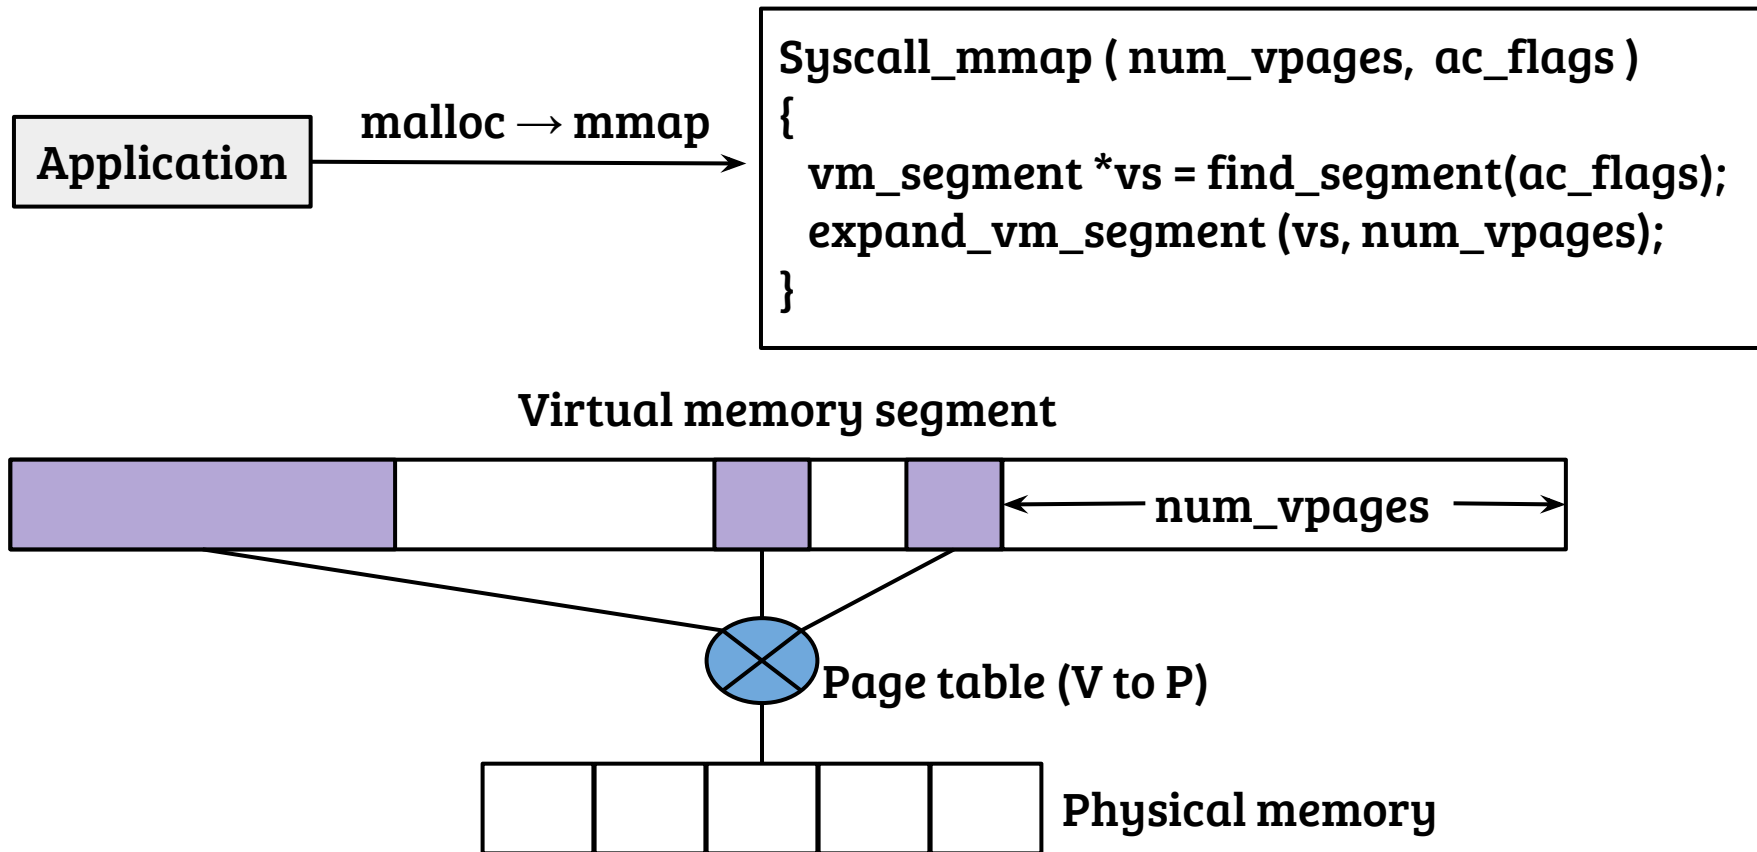 Application
malloc → mmap
Syscall_mmap ( num_vpages, ac_flags )
{
vm_segment *vs = find_segment(ac_flags);
expand_vm_segment (vs, num_vpages);
}
Virtual memory segment
num_vpages
Page table (V to P)
Physical memory